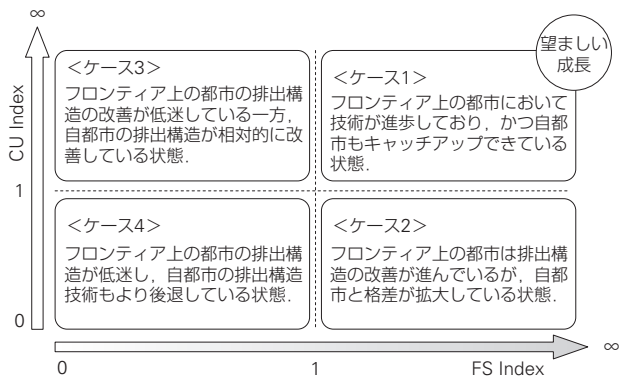 ∞
CU Index
1
0
望ましい
成長
<ケース3>
フロンティア上の都市の排出構
造の改善が低迷している一方，
自都市の排出構造が相対的に改
善している状態．
<ケース1>
フロンティア上の都市において
技術が進歩しており，かつ自都
市もキャッチアップできている
状態．
<ケース4>
フロンティア上の都市の排出構
造が低迷し，自都市の排出構造
技術もより後退している状態．
<ケース2>
フロンティア上の都市は排出構
造の改善が進んでいるが，自都
市と格差が拡大している状態．
0
1
FS Index
∞